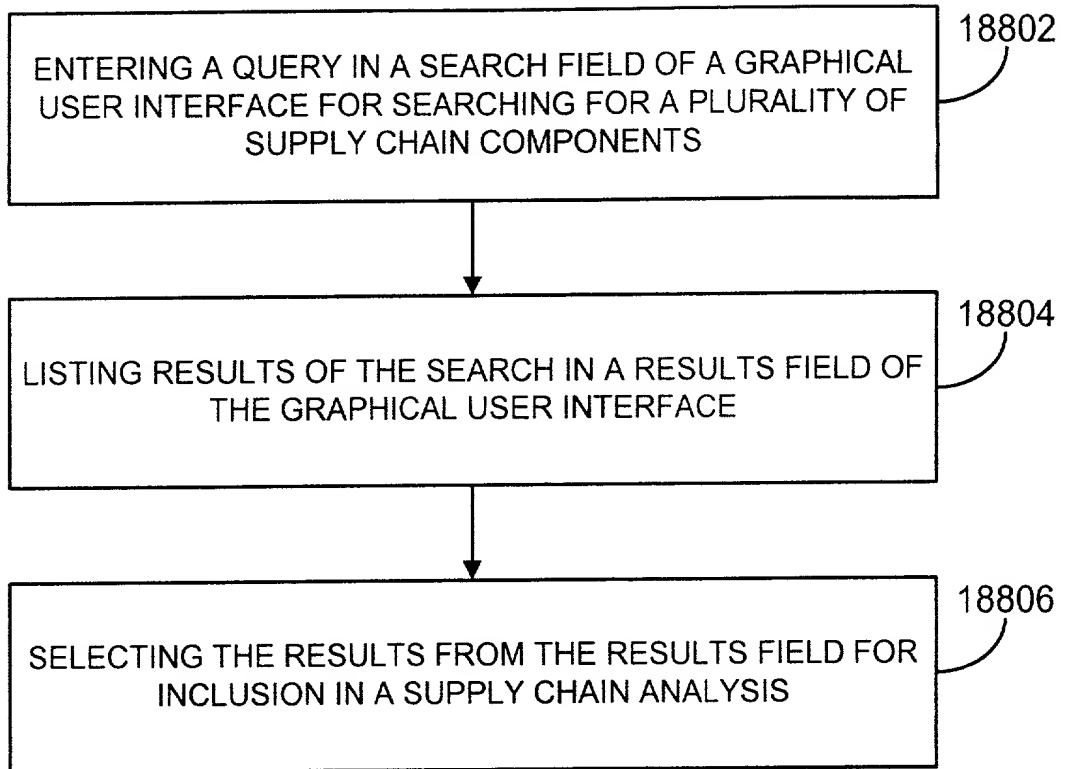 18802
ENTERING A QUERY IN A SEARCH FIELD OF A GRAPHICAL
USER INTERFACE FOR SEARCHING FOR A PLURALITY OF
SUPPLY CHAIN COMPONENTS
18804
LISTING RESULTS OF THE SEARCH IN A RESULTS FIELD OF
THE GRAPHICAL USER INTERFACE
18806
SELECTING THE RESULTS FROM THE RESULTS FIELD FOR
INCLUSION IN A SUPPLY CHAIN ANALYSIS